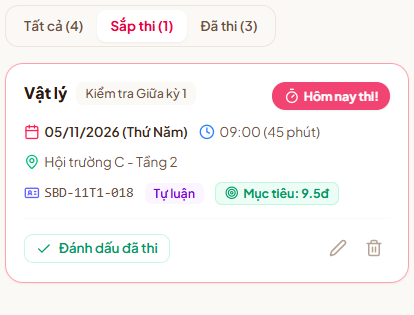 Tất cả (4) Sắp thi (1) Đã thi (3)
Vật lý Kiểm tra Giữa kỳ 1 Hôm nay thi!
05/11/2026 (Thứ Năm) 09:00 (45 phút)
Hội trường C - Tầng 2
SBD-11T1-018 Tự luận Mục tiêu: 9.5đ
Đánh dấu đã thi